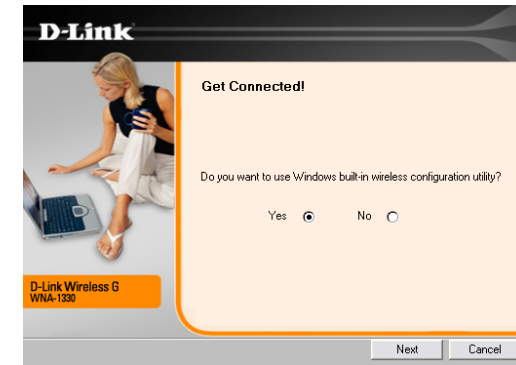 D-Link
Get Connected!
Do you want to use Windows built-in wireless configuration utility?
Yes No
D-Link Wireless G
WNA-1330
Next Cancel